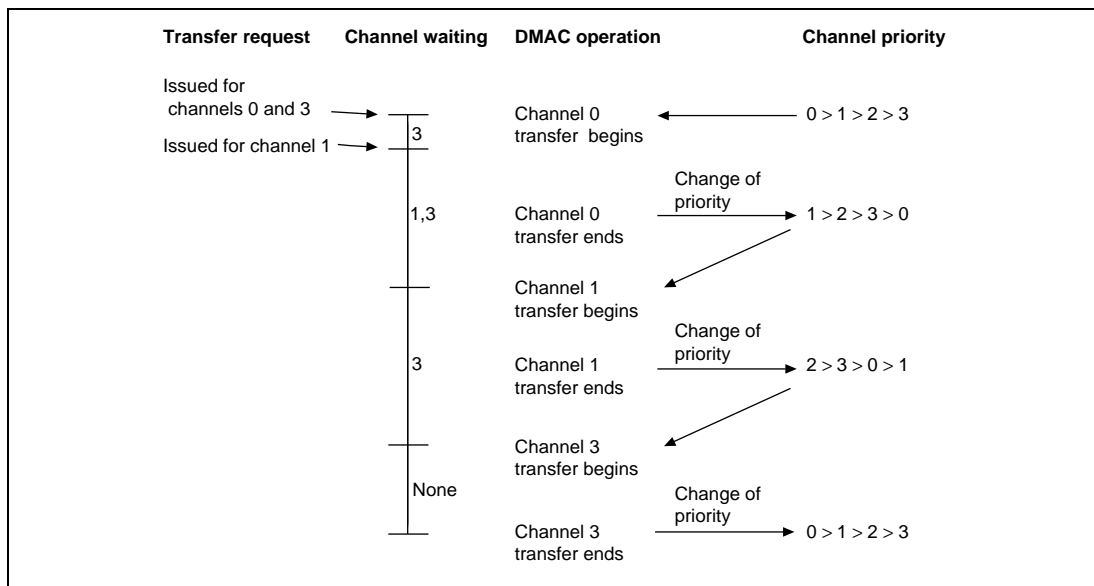 Transfer request Channel waiting DMAC operation Channel priority
Issued for
channels 0 and 3
Channel 0
transfer begins
0 > 1 > 2 > 3
3
Issued for channel 1
Change of
priority
1,3
Channel 0
transfer ends
1 > 2 > 3 > 0
Channel 1
transfer begins
Change of
priority
3
Channel 1
transfer ends
2 > 3 > 0 > 1
Channel 3
transfer begins
None
Change of
priority
Channel 3
transfer ends
0 > 1 > 2 > 3